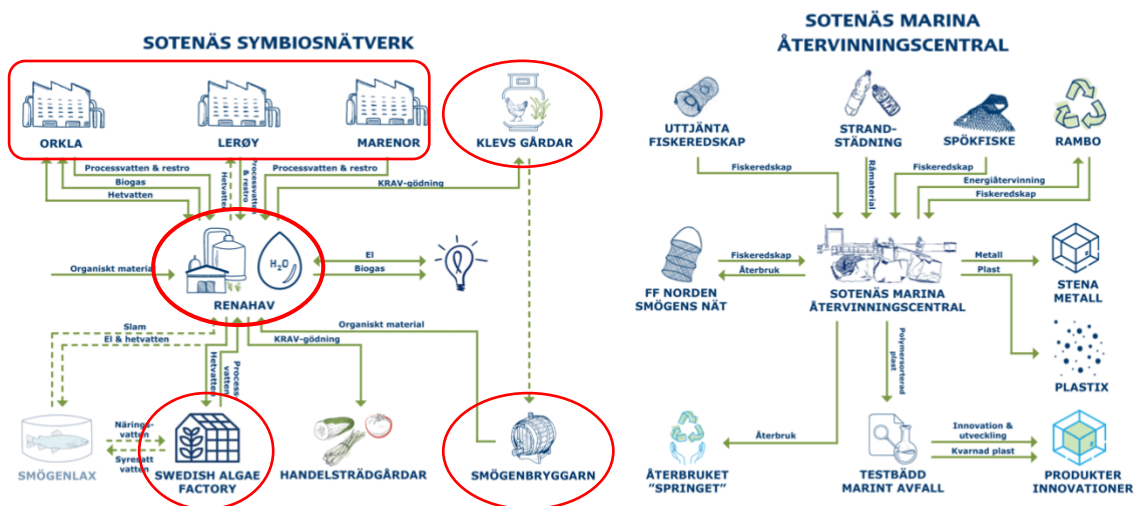 SOTENÄS SYMBIOSNÄTVERK
ORKLA
LERØY
MARENOR
KLEVS GÅRDAR
Processvatten & restro
Biogas
Hetvatten
Hetvatten
Processvatten
& restro
Processvatten & restro
KRAV-gödning
Organiskt material
H₂O
RENAHAV
El
Biogas
Slam
El & hetvatten
Hetvatten
Process
vatten
KRAV-gödning
Organiskt material
Närings-
vatten
Syresatt
vatten
SMÖGENLAX
SWEDISH ALGAE
FACTORY
HANDELSTRÄDGÅRDAR
SMÖGENBRYGGARN
SOTENÄS MARINA
ÅTERVINNINGSCENTRAL
UTTJÄNTA
FISKEREDSKAP
STRAND-
STÄDNING
SPÖKFISKE
RAMBO
Fiskeredskap
Råmaterial
Fiskeredskap
Energiåtervinning
Fiskeredskap
Fiskeredskap
Återbruk
FF NORDEN
SMÖGENS NÄT
SOTENÄS MARINA
ÅTERVINNINGSCENTRAL
Metall
Plast
STENA
METALL
PLASTIX
Polymersorterad
plast
Återbruk
Innovation &
utveckling
Kvarnad plast
ÅTERBRUKET
"SPRINGET"
TESTBÄDD
MARINT AVFALL
PRODUKTER
INNOVATIONER